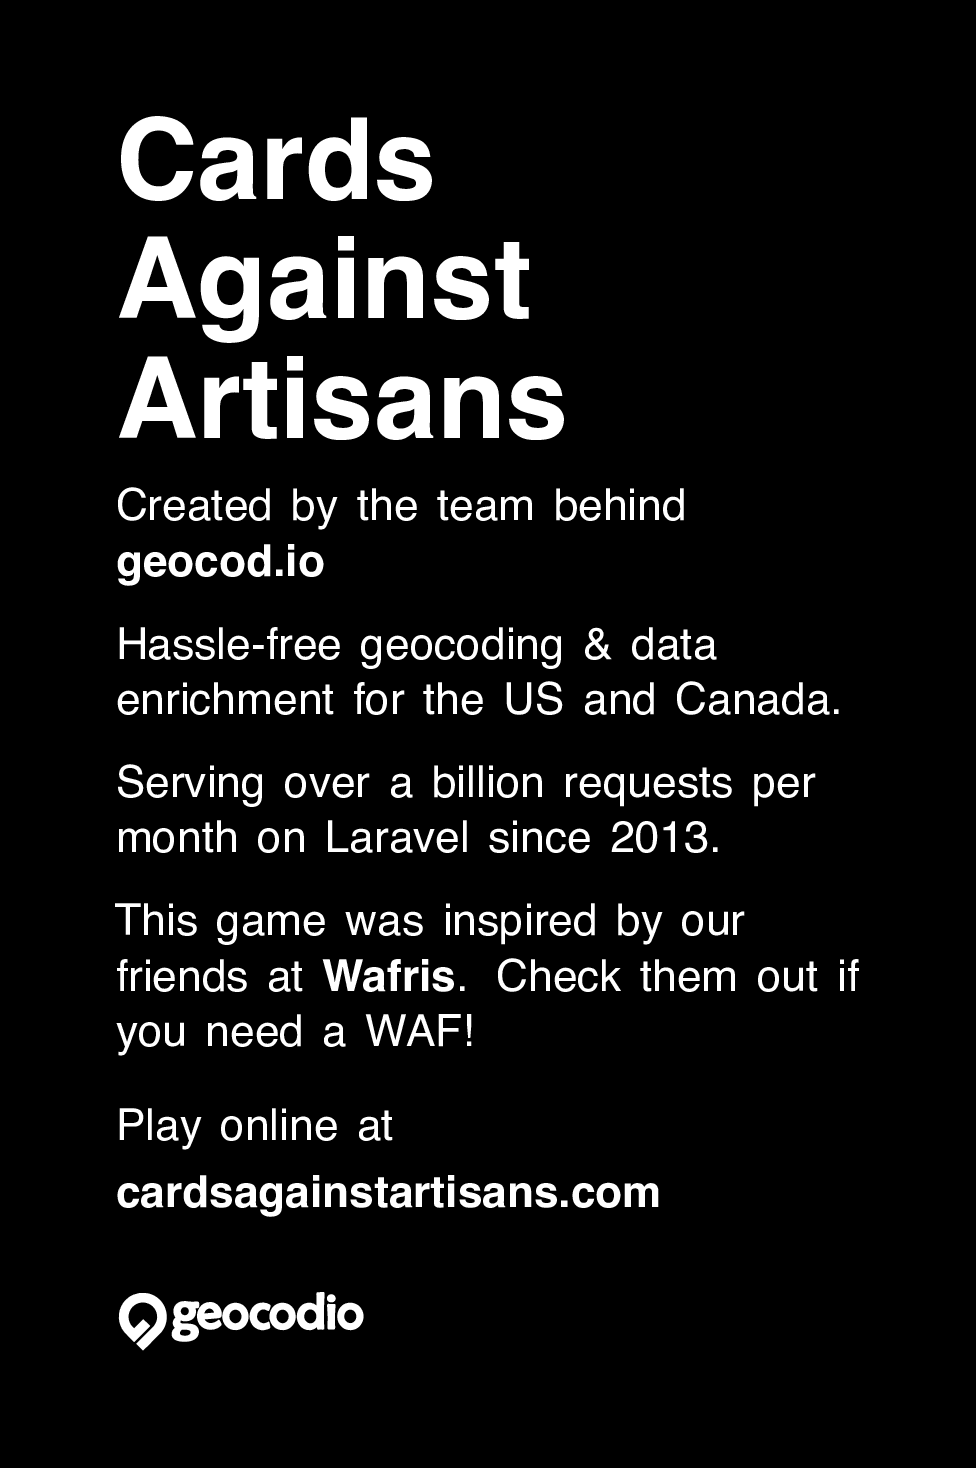 Cards
Against
Artisans
Created by the team behind
geocod.io
Hassle-free geocoding & data
enrichment for the US and Canada.
Serving over a billion requests per
month on Laravel since 2013.
This game was inspired by our
friends at Wafris. Check them out if
you need a WAF!
Play online at
cardsagainstartisans.com
geocodio